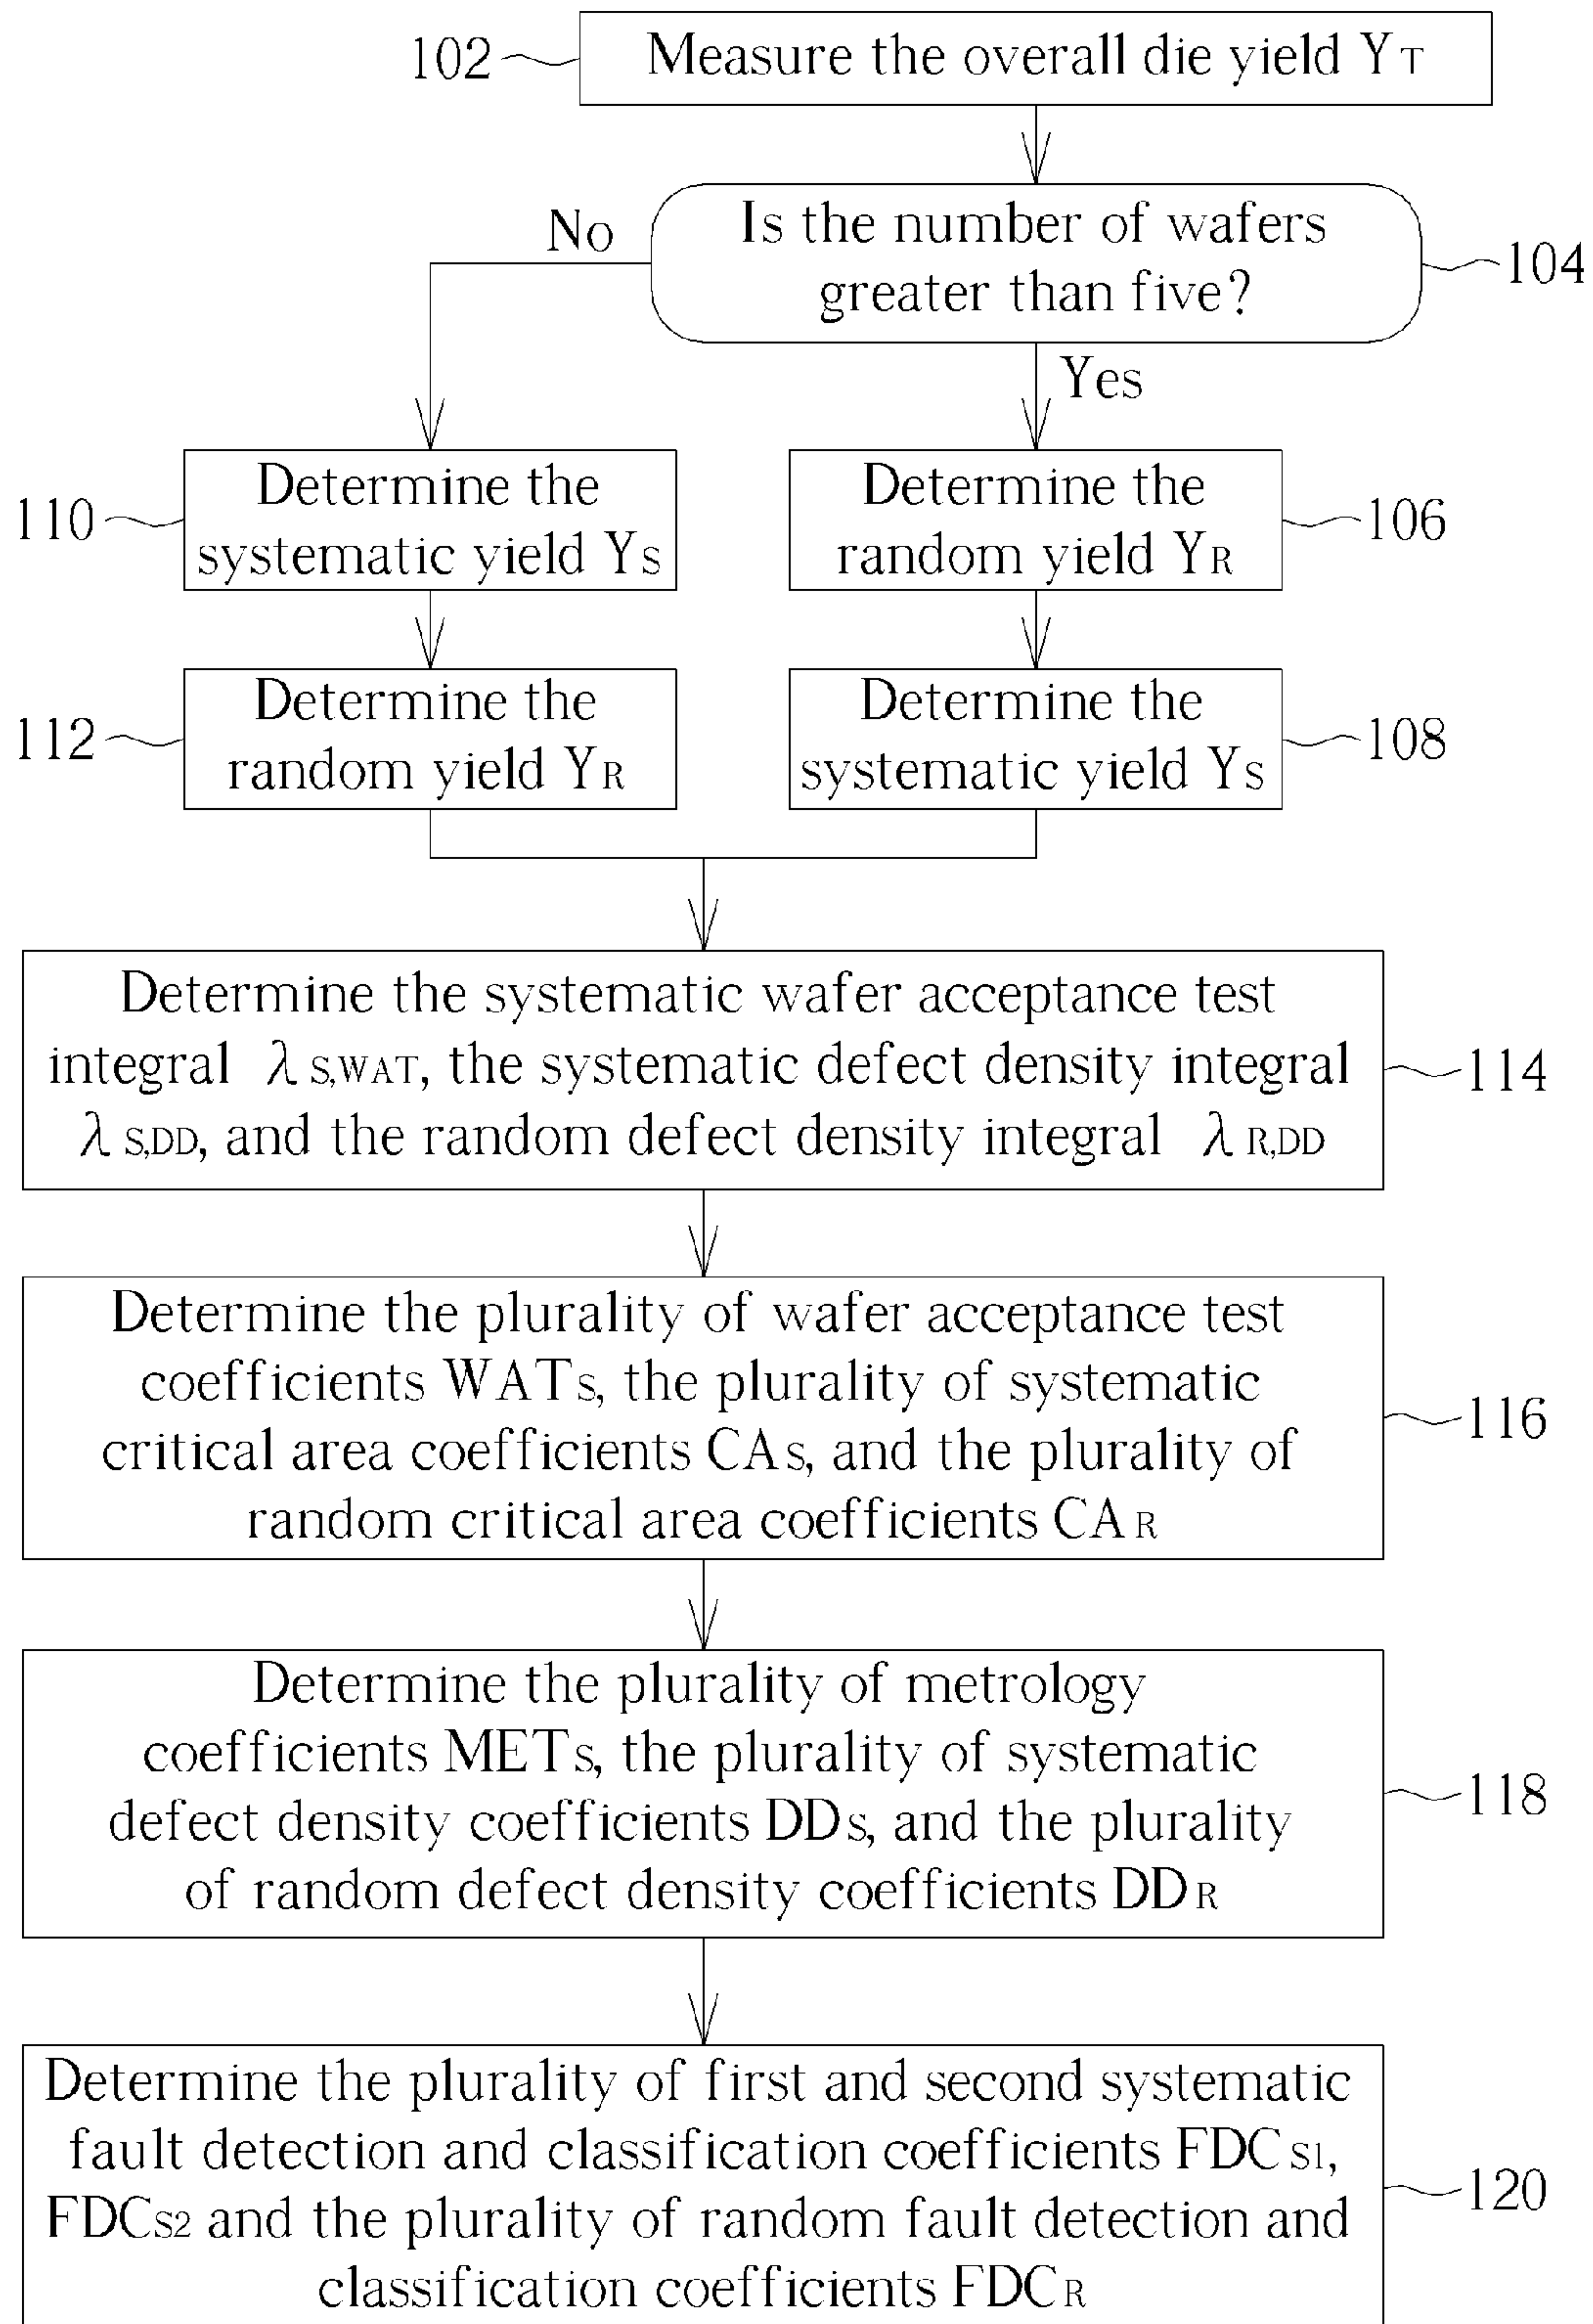 102
Measure the overall die yield YT
No
Is the number of wafers
greater than five?
104
Yes
110
Determine the
systematic yield YS
Determine the
random yield YR
106
112
Determine the
random yield YR
Determine the
systematic yield YS
108
Determine the systematic wafer acceptance test
integral λS,WAT, the systematic defect density integral
λS,DD, and the random defect density integral λR,DD
114
Determine the plurality of wafer acceptance test
coefficients WATS, the plurality of systematic
critical area coefficients CAS, and the plurality of
random critical area coefficients CAR
116
Determine the plurality of metrology
coefficients METS, the plurality of systematic
defect density coefficients DDS, and the plurality
of random defect density coefficients DDR
118
Determine the plurality of first and second systematic
fault detection and classification coefficients FDCS1,
FDCS2 and the plurality of random fault detection and
classification coefficients FDCR
120